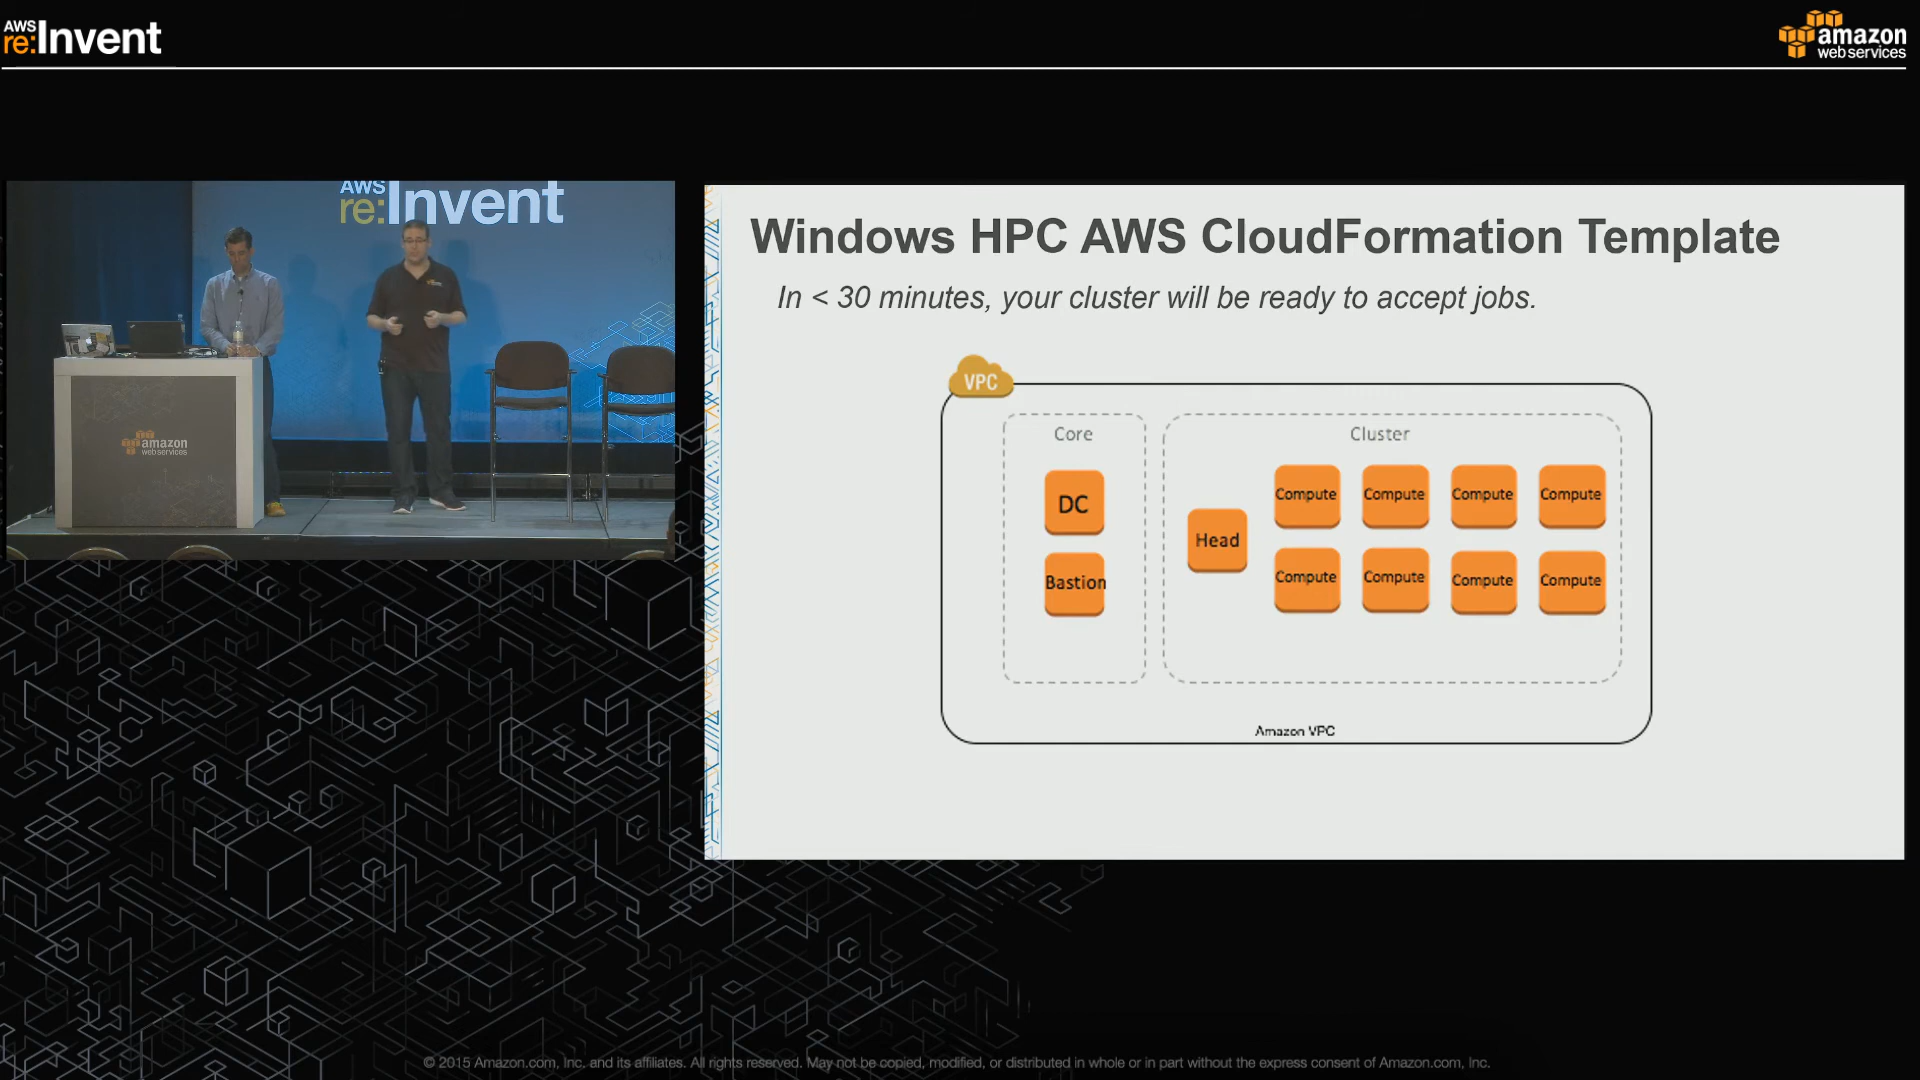 AWS
re:Invent
amazon
web services
AWS
re:Invent
amazon
web services
Windows HPC AWS CloudFormation Template
In < 30 minutes, your cluster will be ready to accept jobs.
VPC
Core
Cluster
DC
Bastion
Head
Compute Compute Compute Compute
Compute Compute Compute Compute
Amazon VPC
© 2015 Amazon.com, Inc. and its affiliates. All rights reserved. May not be copied, modified, or distributed in whole or in part without the express consent of Amazon.com, Inc.